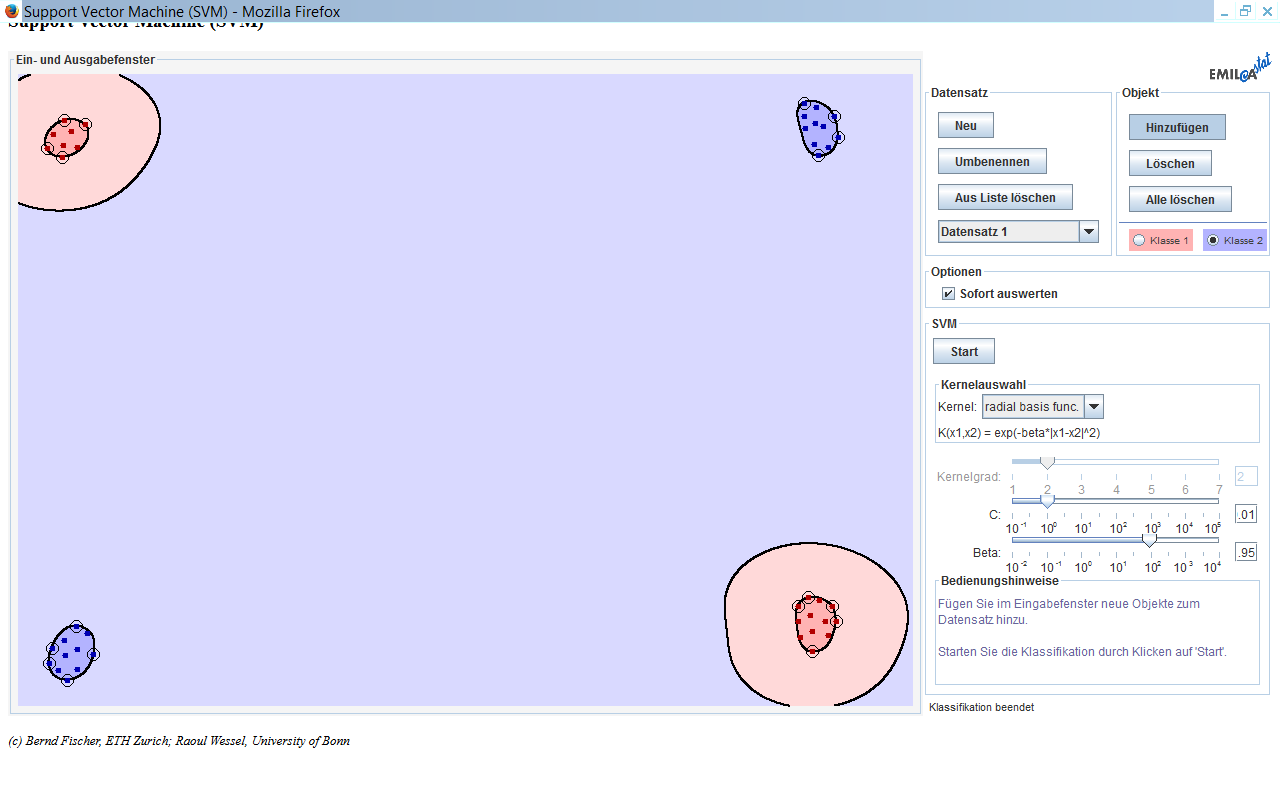 Support Vector Machine (SVM) - Mozilla Firefox
Support Vector Machine (SVM)
Ein- und Ausgabefenster
EMILeA stat
Datensatz
Neu
Umbenennen
Aus Liste löschen
Datensatz 1
Objekt
Hinzufügen
Löschen
Alle löschen
Klasse 1
Klasse 2
Optionen
Sofort auswerten
SVM
Start
Kernelauswahl
Kernel: radial basis func.
K(x1,x2) = exp(-beta*|x1-x2|^2)
Kernelgrad: 2
1 2 3 4 5 6 7
C: .01
10^-1 10^0 10^1 10^2 10^3 10^4 10^5
Beta: .95
10^-2 10^-1 10^0 10^1 10^2 10^3 10^4
Bedienungshinweise
Fügen Sie im Eingabefenster neue Objekte zum
Datensatz hinzu.
Starten Sie die Klassifikation durch Klicken auf 'Start'.
Klassifikation beendet
(c) Bernd Fischer, ETH Zurich; Raoul Wessel, University of Bonn